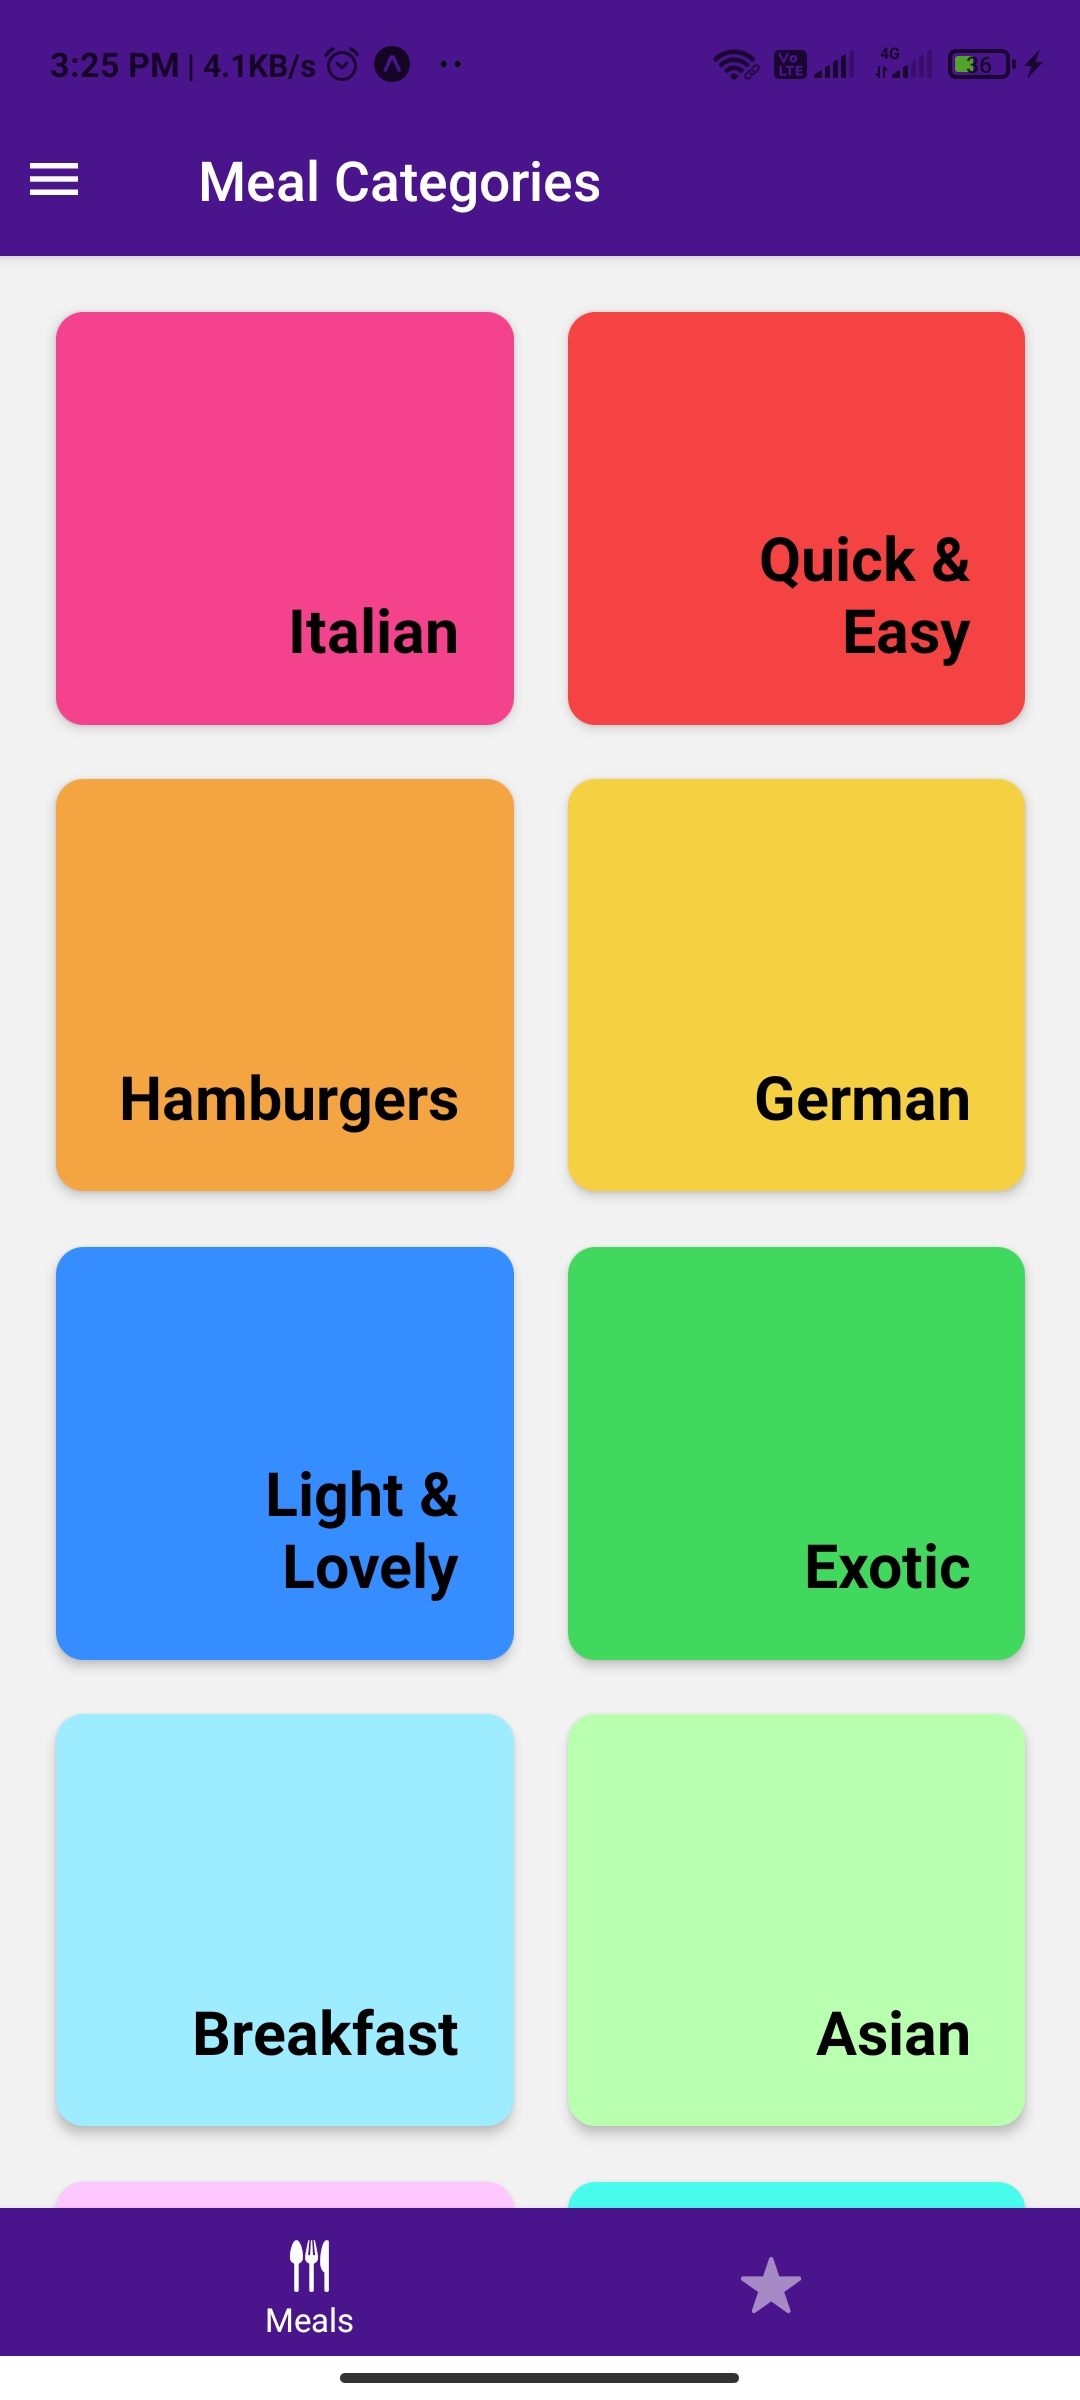 3:25 PM | 4.1KB/s
Vo
LTE
4G
36
Meal Categories
Italian
Quick &
Easy
Hamburgers
German
Light &
Lovely
Exotic
Breakfast
Asian
Meals